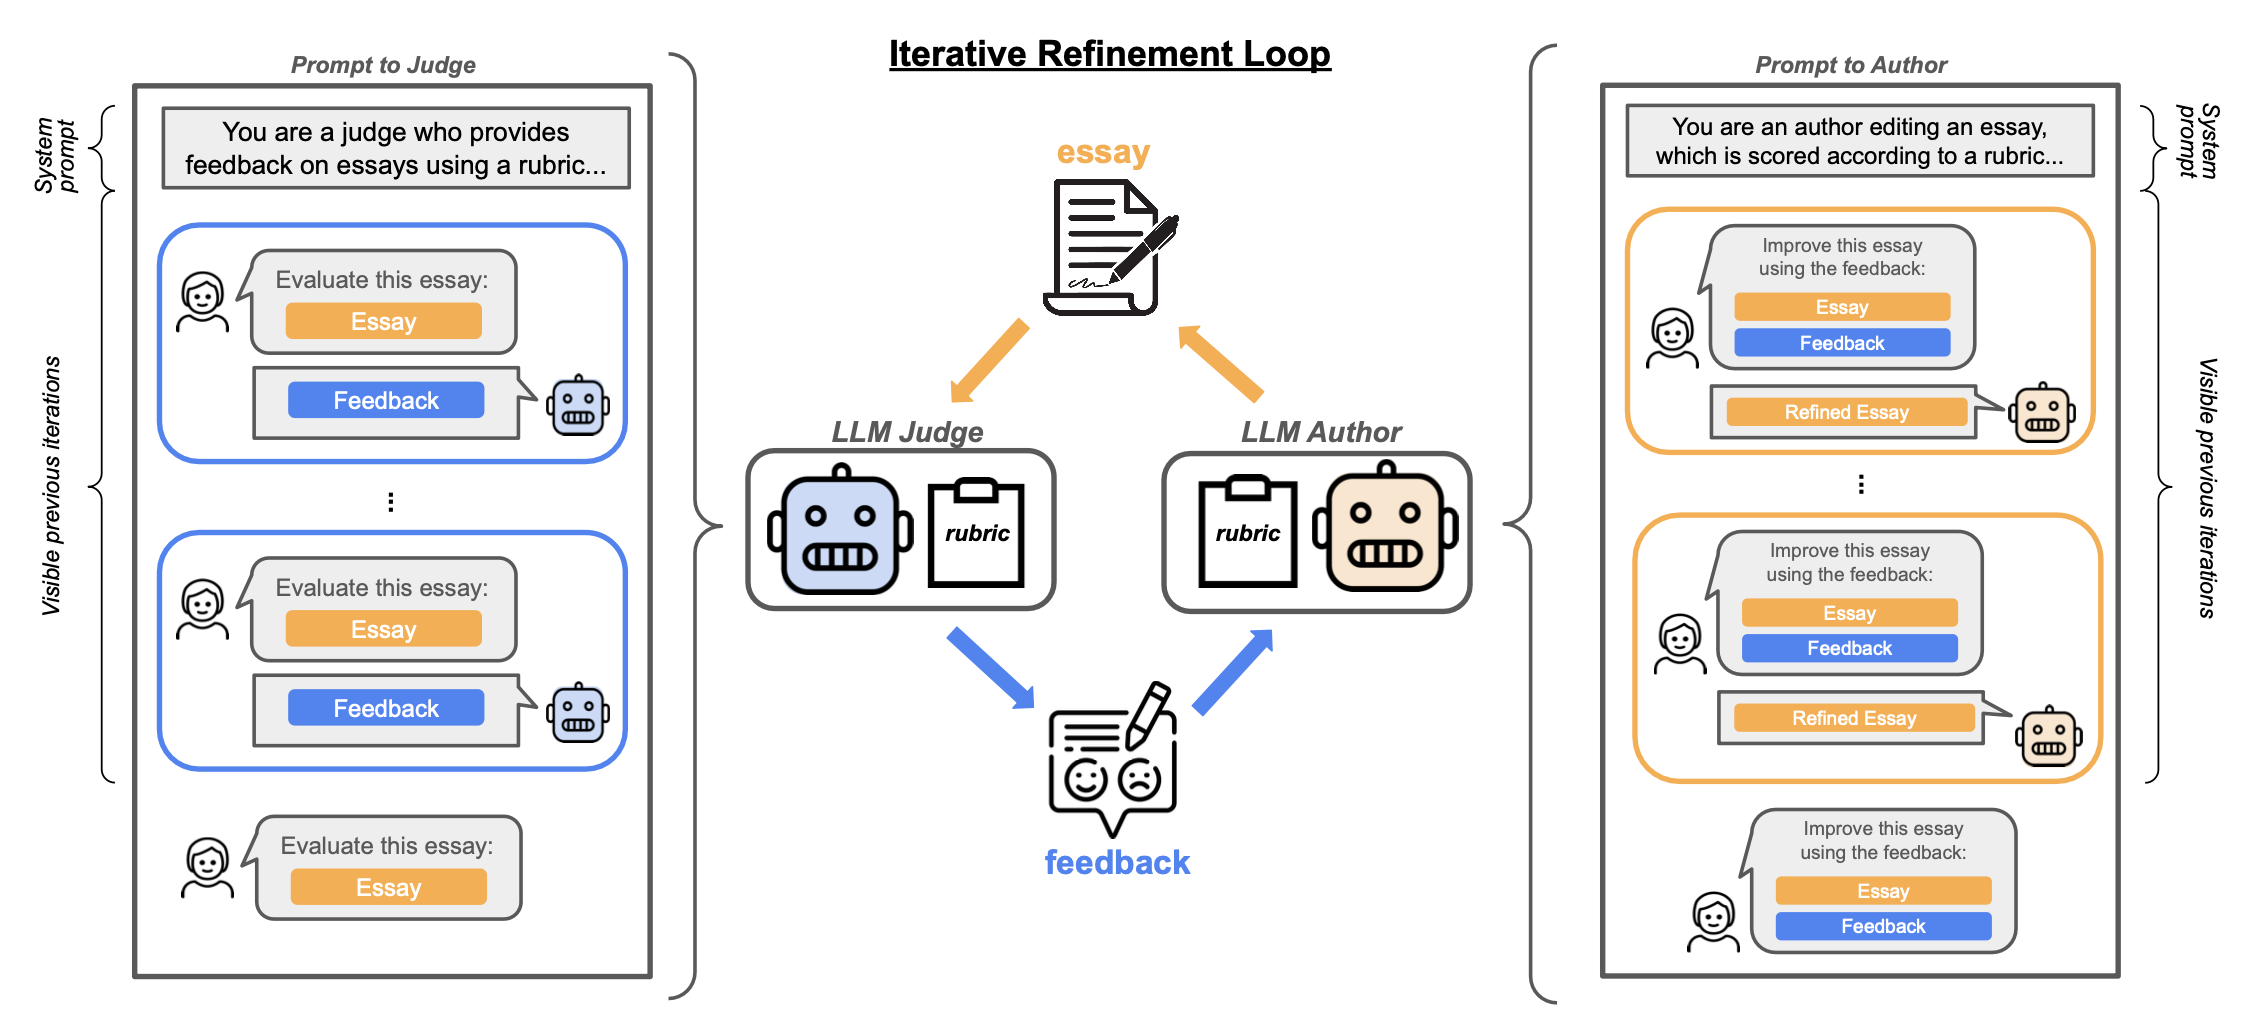 Iterative Refinement Loop
Prompt to Judge
System
prompt
You are a judge who provides
feedback on essays using a rubric...
Visible previous iterations
Evaluate this essay:
Essay
Feedback
...
Evaluate this essay:
Essay
Feedback
Evaluate this essay:
Essay
essay
LLM Judge
rubric
LLM Author
rubric
feedback
Prompt to Author
System
prompt
You are an author editing an essay,
which is scored according to a rubric...
Visible previous iterations
Improve this essay
using the feedback:
Essay
Feedback
Refined Essay
...
Improve this essay
using the feedback:
Essay
Feedback
Refined Essay
Improve this essay
using the feedback:
Essay
Feedback